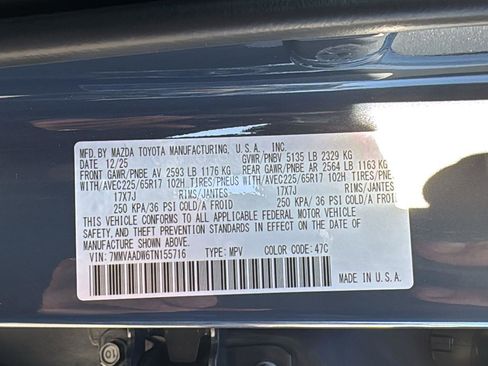 MFD. BY MAZDA TOYOTA MANUFACTURING, U.S.A., INC.
DATE 12/25 GVWR/PNBV 5135 LB 2329 KG
FRONT GAWR/PNBE AV 2593 LB 1176 KG REAR GAWR/PNBE AR 2564 LB 1163 KG
WITH/AVEC225/65R17 102H TIRES/PNEUS WITH/AVEC225/65R17 102H TIRES/PNEUS
17X7J RIMS/JANTES 17X7J RIMS/JANTES
250 KPA/36 PSI COLD/A FROID 250 KPA/36 PSI COLD/A FROID
THIS VEHICLE CONFORMS TO ALL APPLICABLE FEDERAL MOTOR VEHICLE
SAFETY, AND THEFT PREVENTION STANDARDS IN EFFECT ON THE DATE OF
MANUFACTURE SHOWN ABOVE.
VIN: 7MMVAADW6TN155716 TYPE: MPV COLOR CODE: 47C
MADE IN U.S.A.